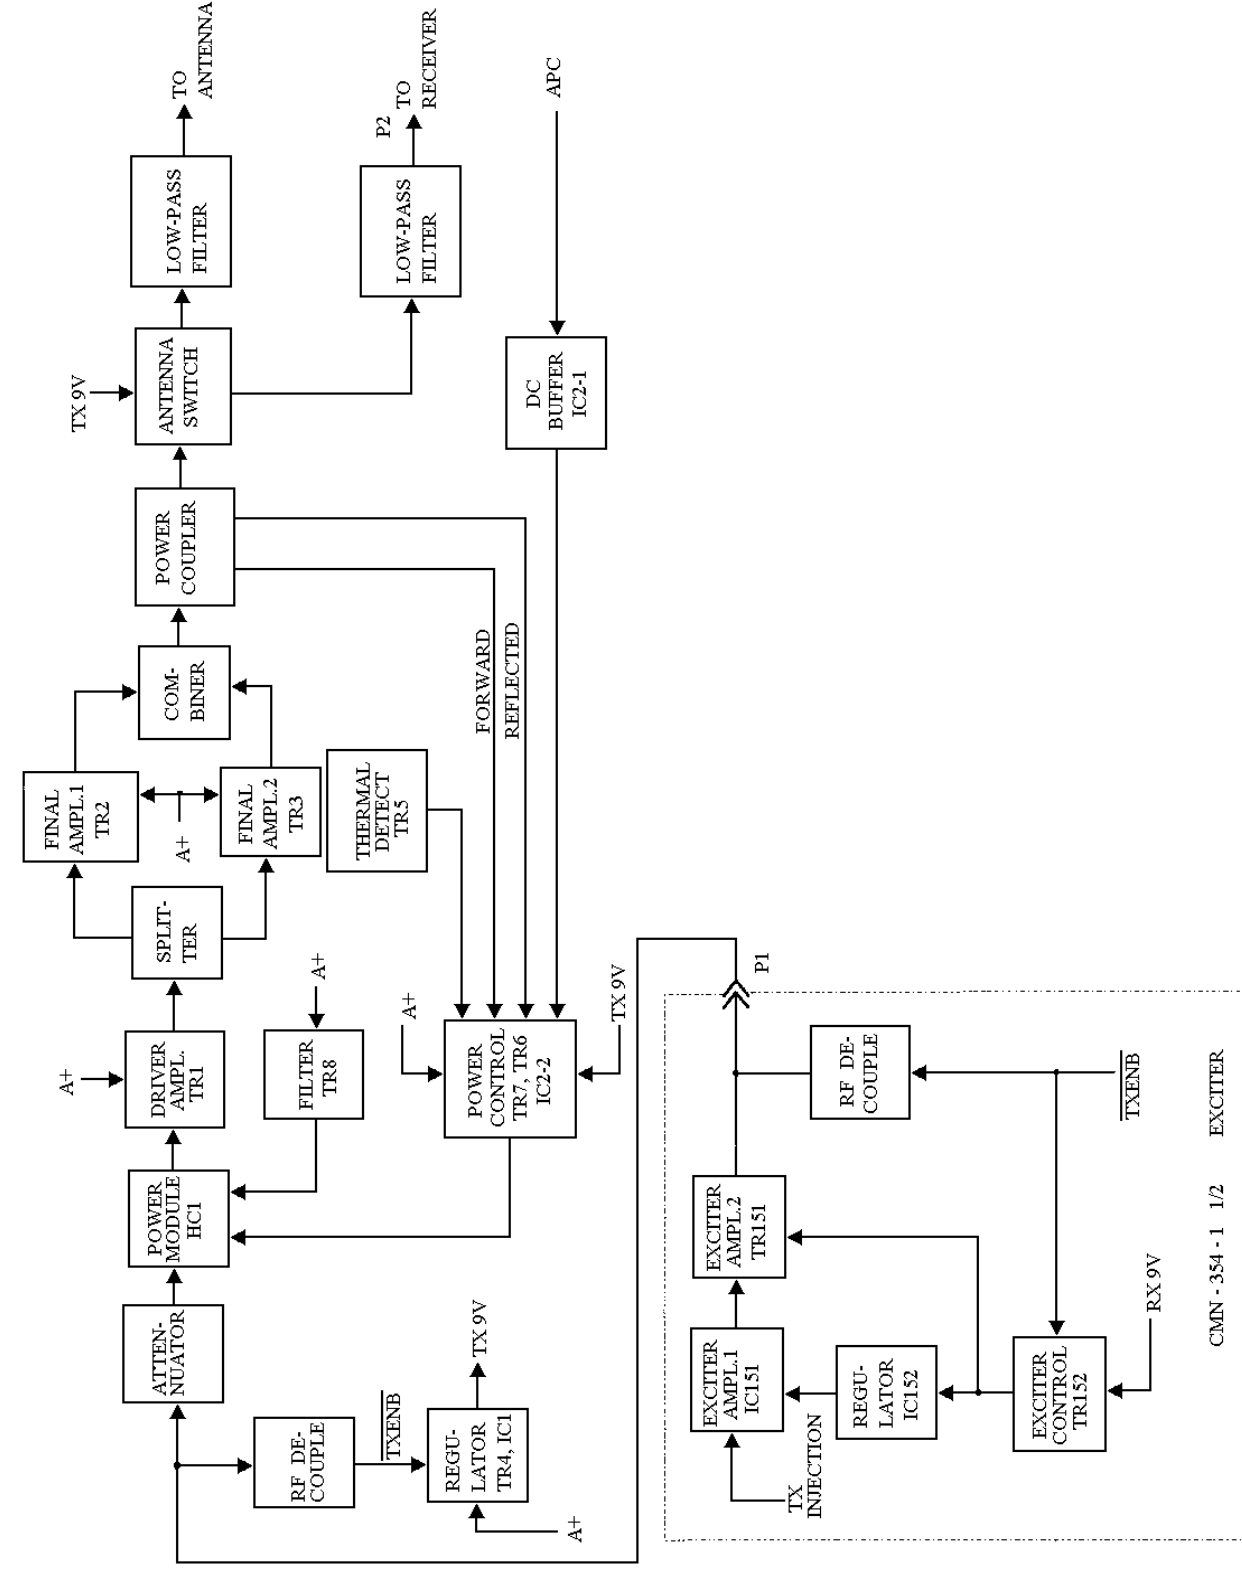 TO
ANTENNA
P2
TO
RECEIVER
APC
LOW-PASS
FILTER
LOW-PASS
FILTER
TX 9V
ANTENNA
SWITCH
DC
BUFFER
IC2-1
POWER
COUPLER
COM-
BINER
FORWARD
REFLECTED
FINAL
AMPL.1
TR2
A+
FINAL
AMPL.2
TR3
THERMAL
DETECT
TR5
SPLIT-
TER
A+
DRIVER
AMPL.
TR1
A+
FILTER
TR8
A+
POWER
CONTROL
TR7, TR6
IC2-2
TX 9V
POWER
MODULE
HC1
ATTEN-
NUATOR
RF DE-
COUPLE
TXENB
REGU-
LATOR
TR4, IC1
TX 9V
A+
P1
RF DE-
COUPLE
TXENB
EXCITER
AMPL.2
TR151
EXCITER
AMPL.1
IC151
TX
INJECTION
REGU-
LATOR
IC152
EXCITER
CONTROL
TR152
RX 9V
CMN - 354 - 1 1/2 EXCITER